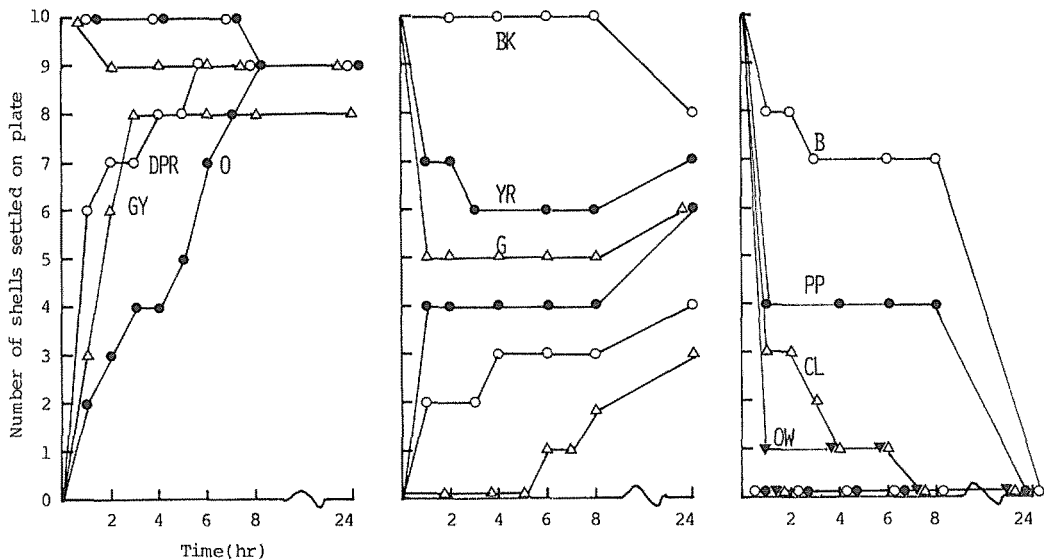 Number of shells settled on plate
10
9
8
7
6
5
4
3
2
1
0
DPR
GY
O
2 4 6 8 24
Time(hr)
BK
YR
G
2 4 6 8 24
B
PP
CL
OW
2 4 6 8 24